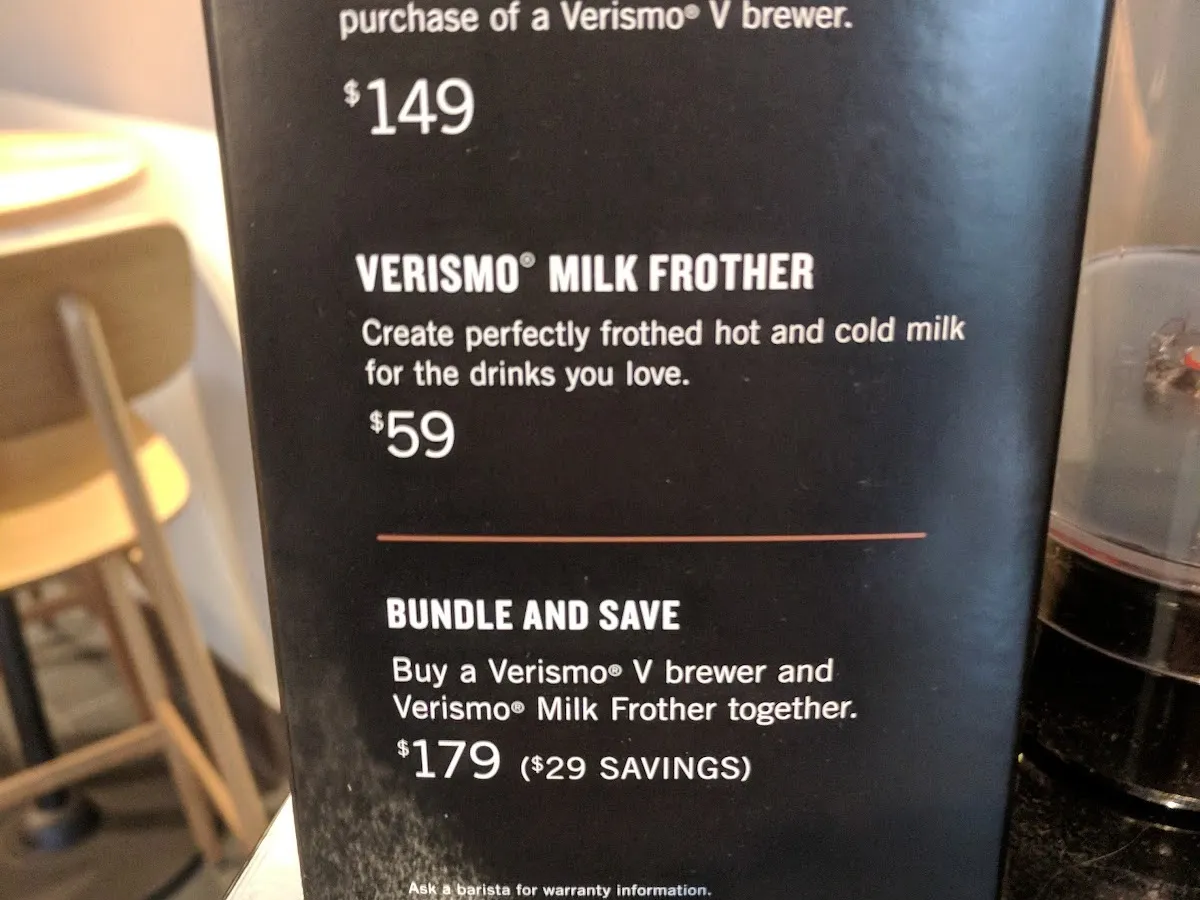 purchase of a Verismo® V brewer.
$149
VERISMO® MILK FROTHER
Create perfectly frothed hot and cold milk
for the drinks you love.
$59
BUNDLE AND SAVE
Buy a Verismo® V brewer and
Verismo® Milk Frother together.
$179 ($29 SAVINGS)
Ask a barista for warranty information.